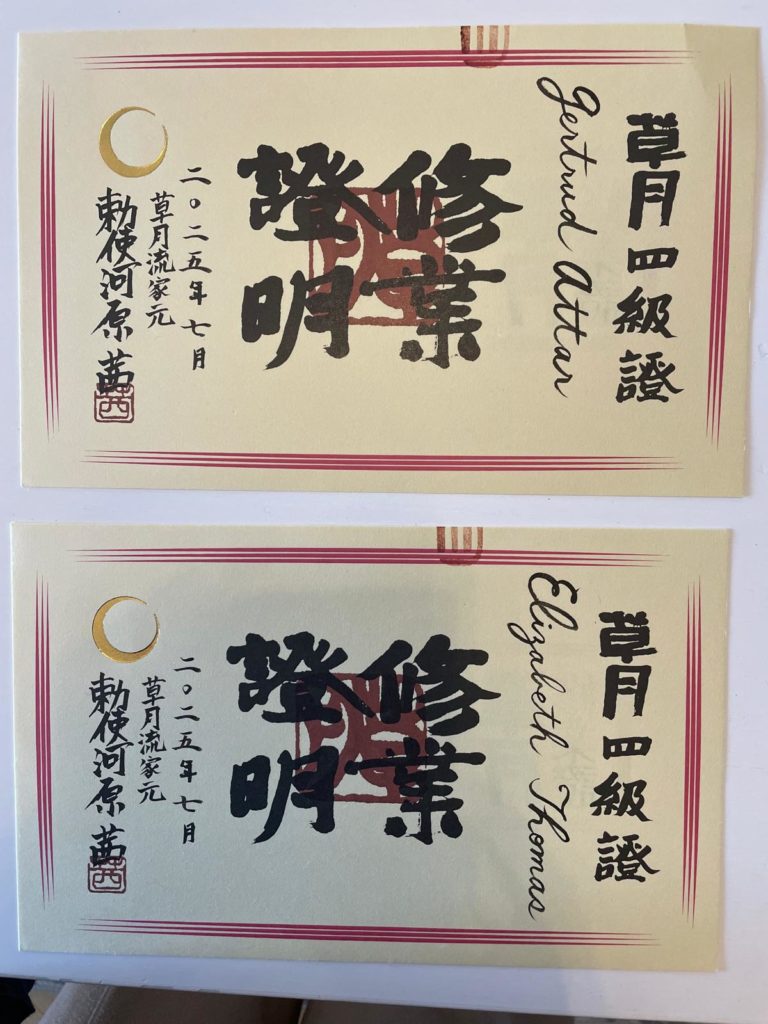 草月四級證
Gertrud Attar
修業
證明
二〇二五年七月
草月流家元
勅使河原茜
茜
草月四級證
Elizabeth Thomas
修業
證明
二〇二五年七月
草月流家元
勅使河原茜
茜